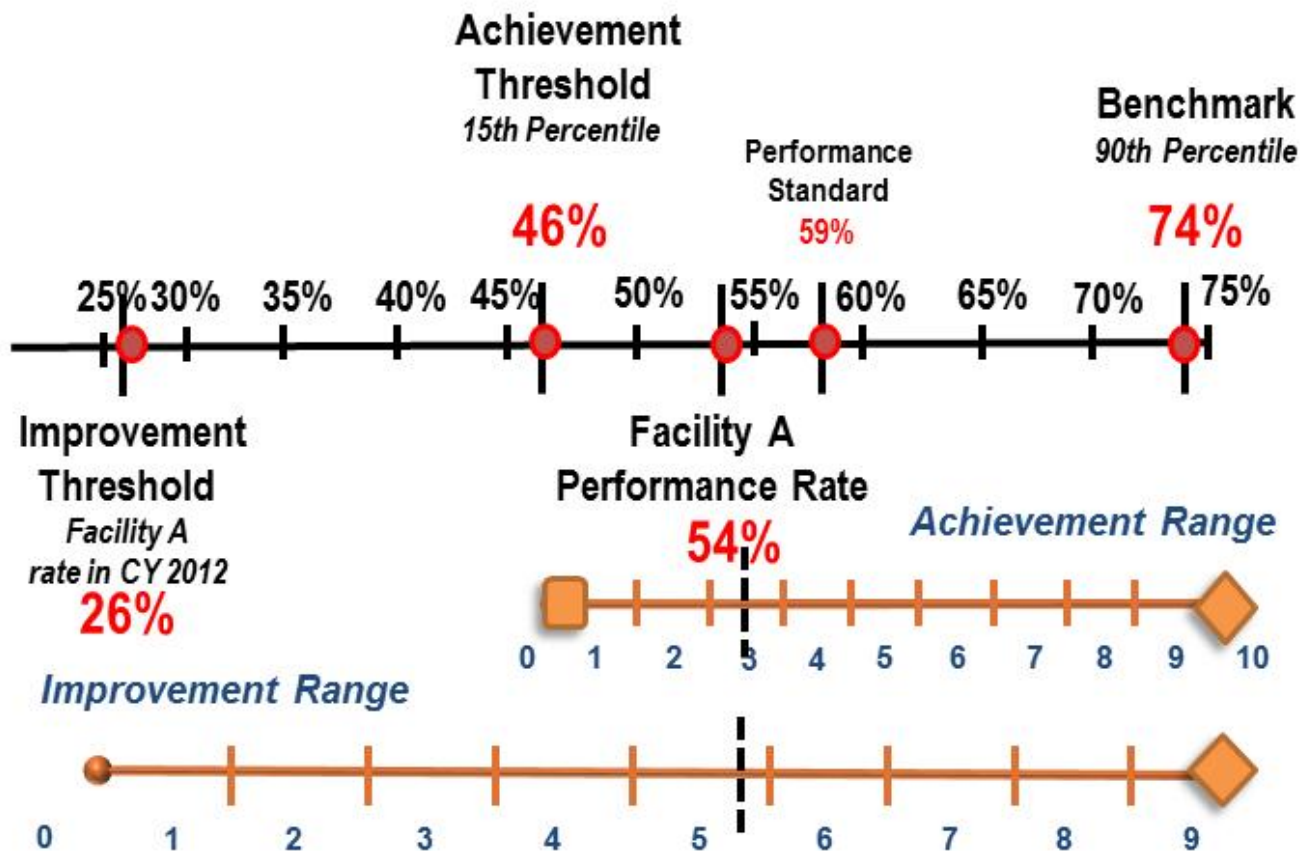 Achievement
Threshold
15th Percentile
46%
Performance
Standard
59%
Benchmark
90th Percentile
74%
25% 30% 35% 40% 45% 50% 55% 60% 65% 70% 75%
Improvement
Threshold
Facility A
rate in CY 2012
26%
Facility A
Performance Rate
54%
Achievement Range
0 1 2 3 4 5 6 7 8 9 10
Improvement Range
0 1 2 3 4 5 6 7 8 9